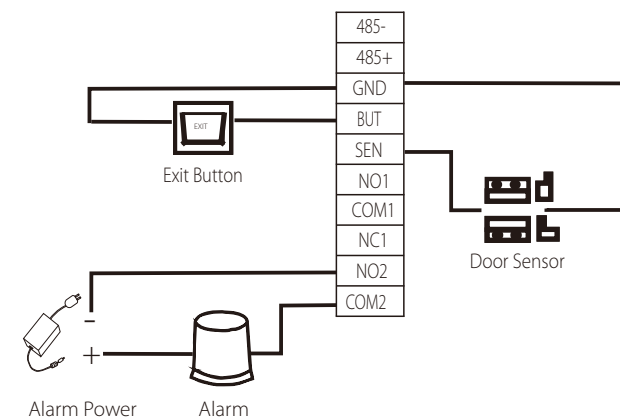 485-
485+
GND
BUT
SEN
NO1
COM1
NC1
NO2
COM2
EXIT
Exit Button
Door Sensor
-
+
Alarm Power
Alarm